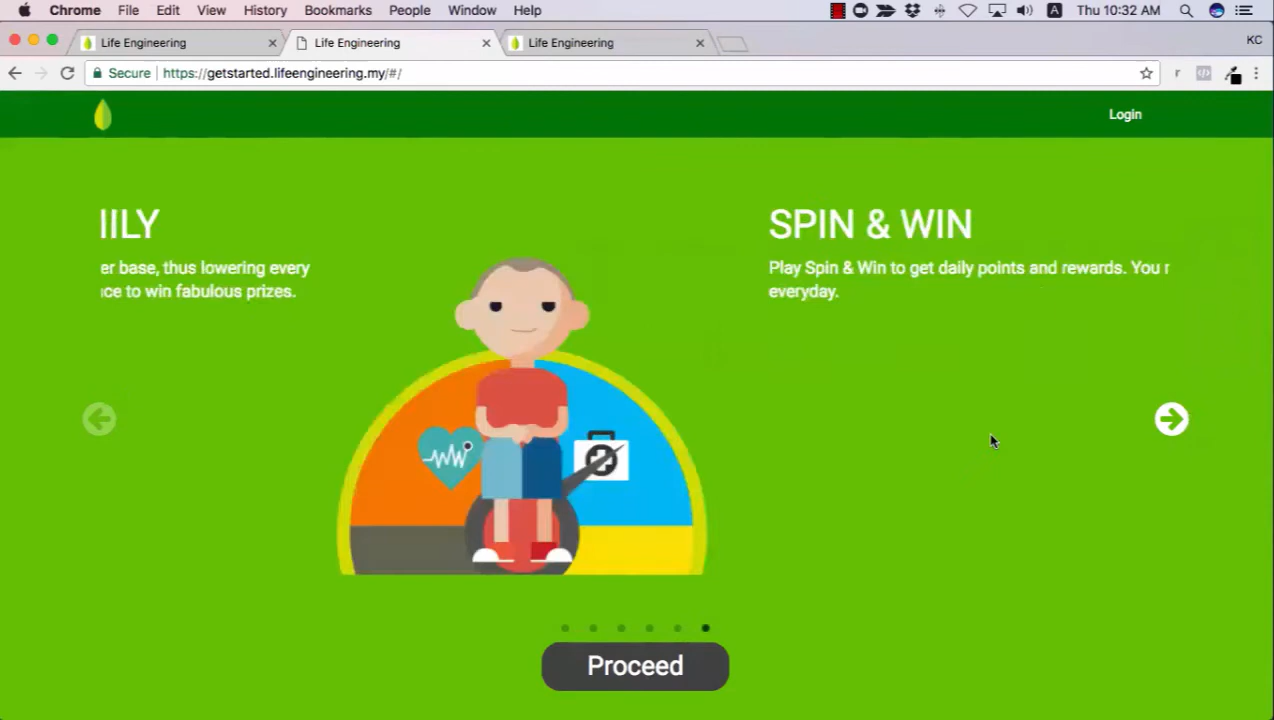 Chrome File Edit View History Bookmarks People Window Help A Thu 10:32 AM
Life Engineering Life Engineering Life Engineering KC
Secure https://getstarted.lifeengineering.my/#/ r
Login
SPIN & WIN
er base, thus lowering every
Play Spin & Win to get daily points and rewards. You
to win fabulous prizes.
everyday.
Proceed